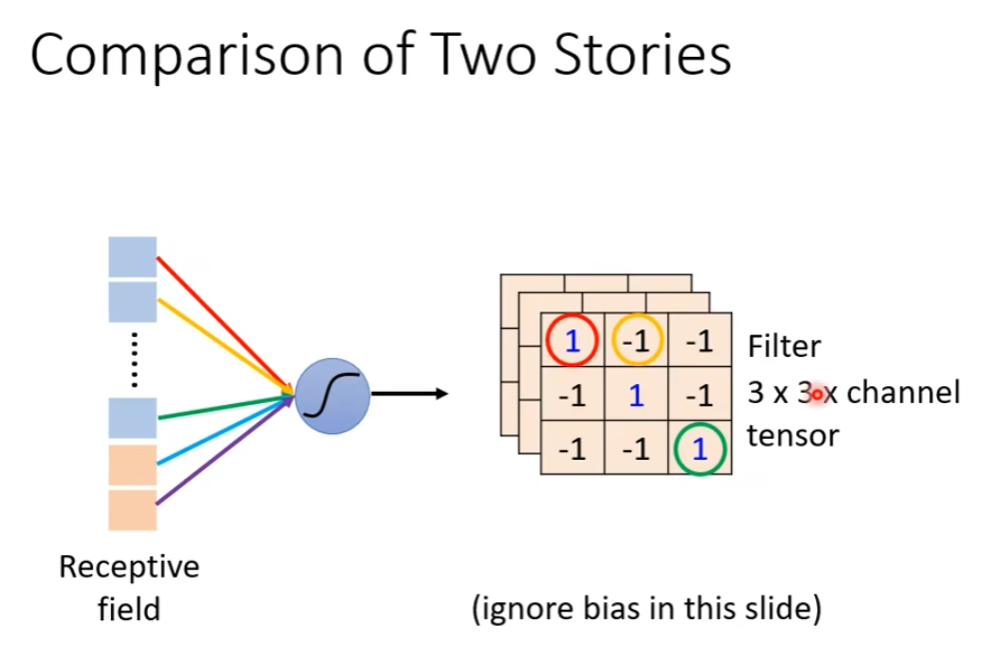 Comparison of Two Stories
1 -1 -1
-1 1 -1
-1 -1 1
Filter
3 x 3 x channel
tensor
Receptive
field
(ignore bias in this slide)